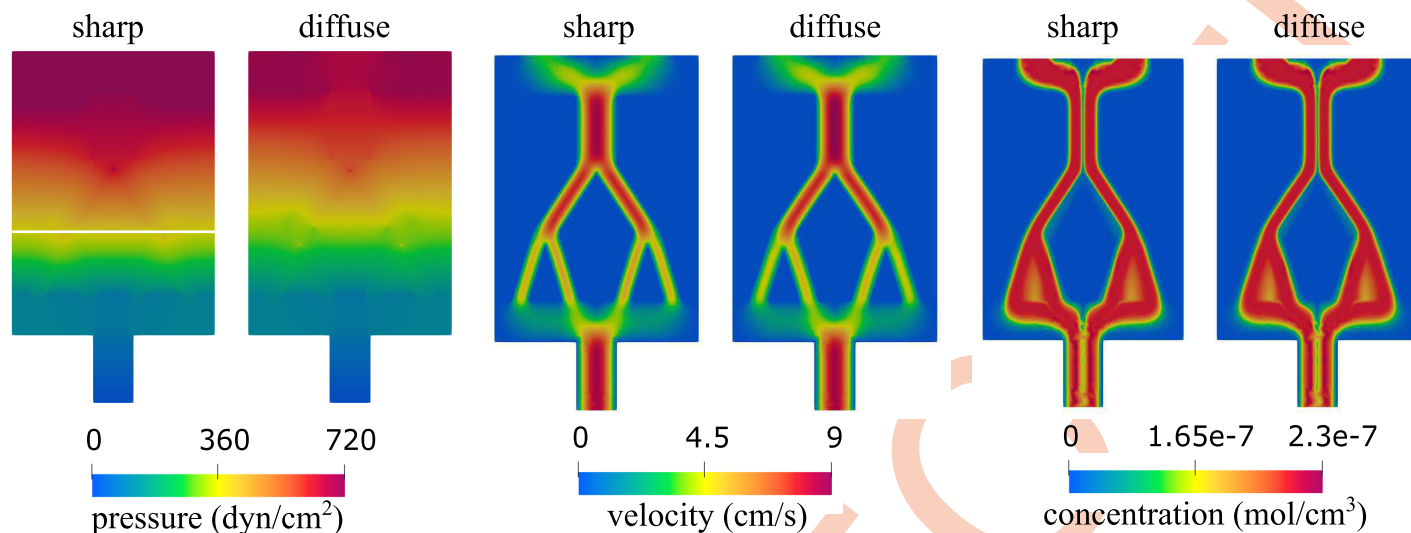 sharp diffuse sharp diffuse sharp diffuse
0 360 720
pressure (dyn/cm²)
0 4.5 9
velocity (cm/s)
0 1.65e-7 2.3e-7
concentration (mol/cm³)